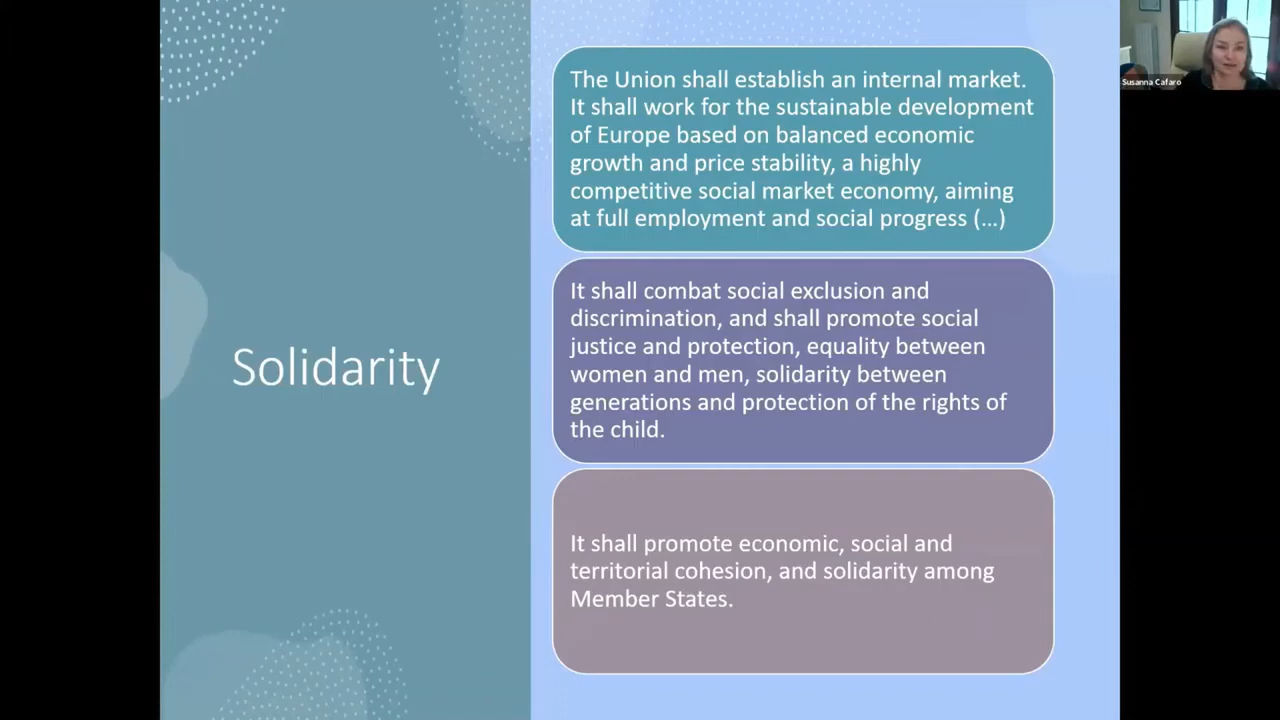 Solidarity
The Union shall establish an internal market.
It shall work for the sustainable development
of Europe based on balanced economic
growth and price stability, a highly
competitive social market economy, aiming
at full employment and social progress (…)
It shall combat social exclusion and
discrimination, and shall promote social
justice and protection, equality between
women and men, solidarity between
generations and protection of the rights of
the child.
It shall promote economic, social and
territorial cohesion, and solidarity among
Member States.
Susanna Cafaro